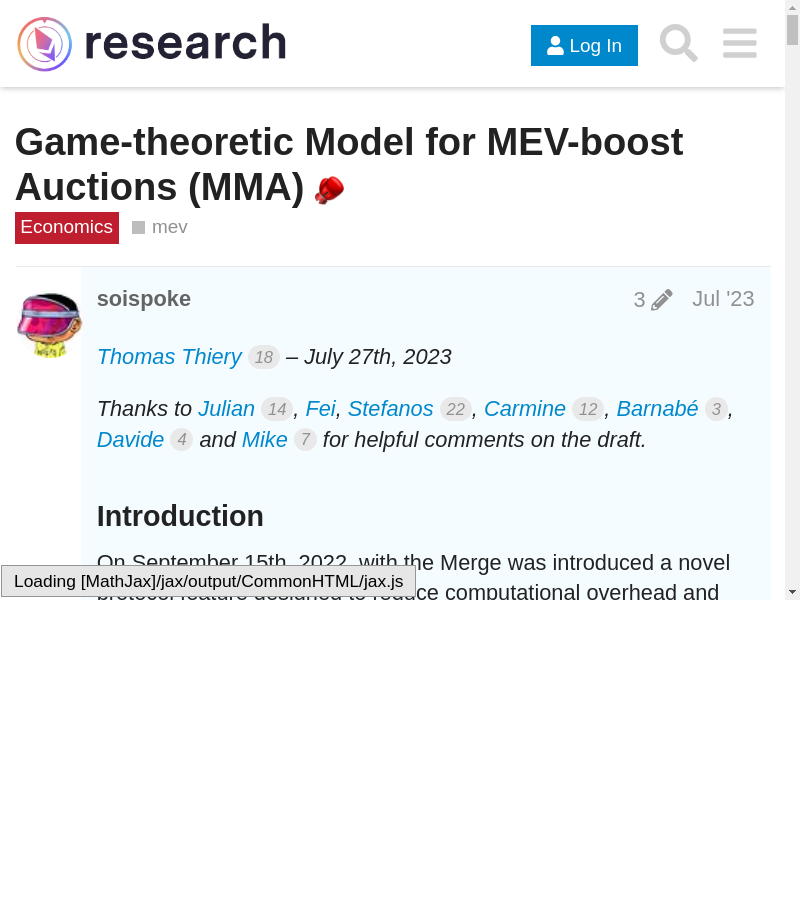 research
Log In
Game-theoretic Model for MEV-boost
Auctions (MMA)
Economics mev
soispoke 3 Jul '23
Thomas Thiery 18 – July 27th, 2023
Thanks to Julian 14, Fei, Stefanos 22, Carmine 12, Barnabé 3,
Davide 4 and Mike 7 for helpful comments on the draft.
Introduction
On September 15th, 2022, with the Merge was introduced a novel
protocol feature designed to reduce computational overhead and
Loading [MathJax]/jax/output/CommonHTML/jax.js